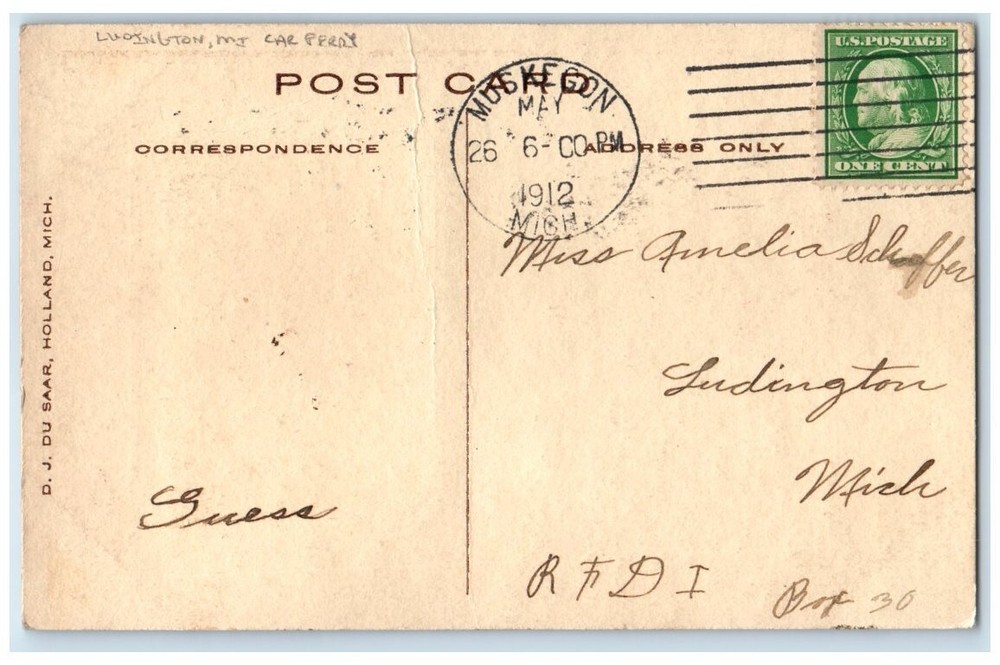 LUDINGTON, MI CAR FERRY
POST CARD
CORRESPONDENCE
ADDRESS ONLY
MUSKEGON
MAY
26 6-00 PM
1912
MICH.
U.S. POSTAGE
ONE CENT
D. J. DU SAAR, HOLLAND, MICH.
Guess
Miss Amelia Schaffer
Ludington
Mich
R F D I
Box 30